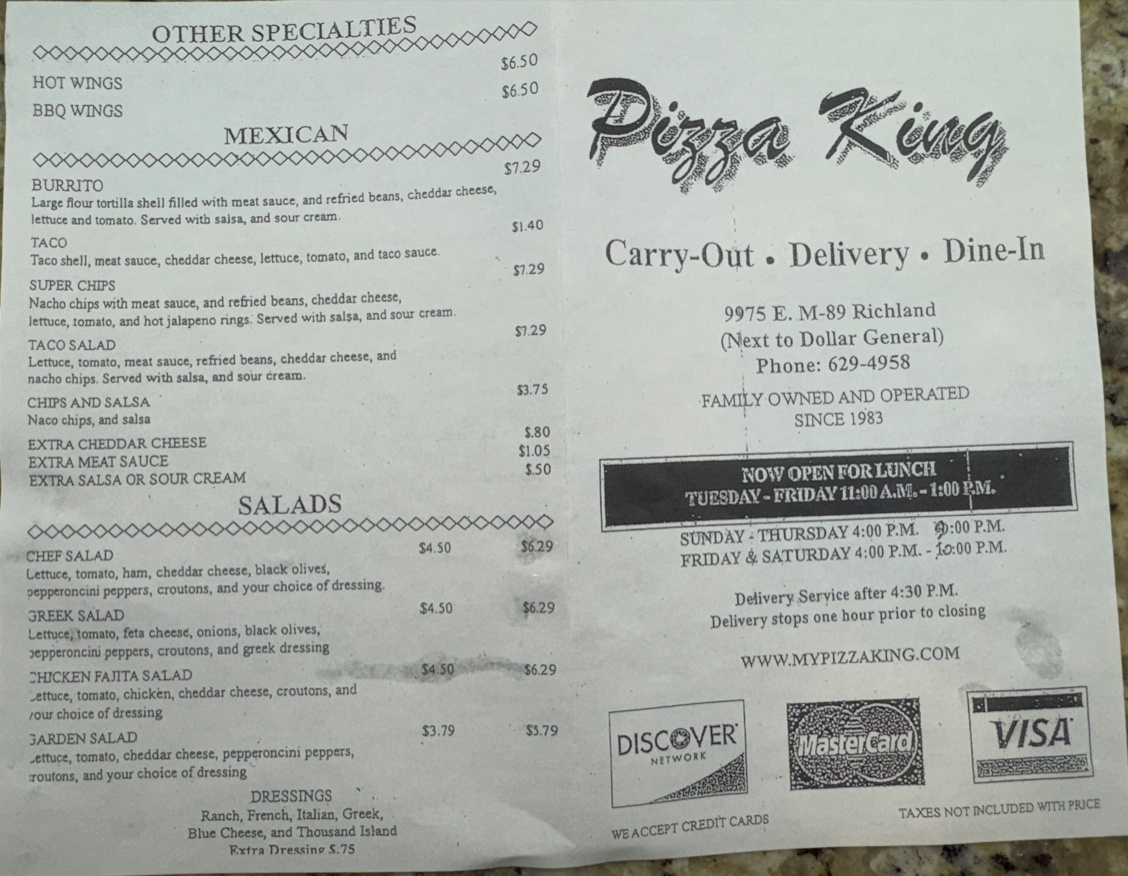 OTHER SPECIALTIES
HOT WINGS $6.50
BBQ WINGS $6.50
MEXICAN
BURRITO $7.29
Large flour tortilla shell filled with meat sauce, and refried beans, cheddar cheese,
lettuce and tomato. Served with salsa, and sour cream.
TACO $1.40
Taco shell, meat sauce, cheddar cheese, lettuce, tomato, and taco sauce.
SUPER CHIPS $7.29
Nacho chips with meat sauce, and refried beans, cheddar cheese,
lettuce, tomato, and hot jalapeno rings. Served with salsa, and sour cream.
TACO SALAD $7.29
Lettuce, tomato, meat sauce, refried beans, cheddar cheese, and
nacho chips. Served with salsa, and sour cream.
CHIPS AND SALSA $3.75
Naco chips, and salsa
EXTRA CHEDDAR CHEESE $.80
EXTRA MEAT SAUCE $1.05
EXTRA SALSA OR SOUR CREAM $.50
SALADS
CHEF SALAD $4.50 $6.29
Lettuce, tomato, ham, cheddar cheese, black olives,
pepperoncini peppers, croutons, and your choice of dressing.
GREEK SALAD $4.50 $6.29
Lettuce, tomato, feta cheese, onions, black olives,
pepperoncini peppers, croutons, and greek dressing
CHICKEN FAJITA SALAD $4.50 $6.29
Lettuce, tomato, chicken, cheddar cheese, croutons, and
your choice of dressing
GARDEN SALAD $3.79 $5.79
Lettuce, tomato, cheddar cheese, pepperoncini peppers,
croutons, and your choice of dressing
DRESSINGS
Ranch, French, Italian, Greek,
Blue Cheese, and Thousand Island
Extra Dressing $.75
Pizza King
Carry-Out • Delivery • Dine-In
9975 E. M-89 Richland
(Next to Dollar General)
Phone: 629-4958
FAMILY OWNED AND OPERATED
SINCE 1983
NOW OPEN FOR LUNCH
TUESDAY - FRIDAY 11:00 A.M. - 1:00 P.M.
SUNDAY - THURSDAY 4:00 P.M. 9:00 P.M.
FRIDAY & SATURDAY 4:00 P.M. - 10:00 P.M.
Delivery Service after 4:30 P.M.
Delivery stops one hour prior to closing
WWW.MYPIZZAKING.COM
DISCOVER
NETWORK
MasterCard
VISA
WE ACCEPT CREDIT CARDS
TAXES NOT INCLUDED WITH PRICE